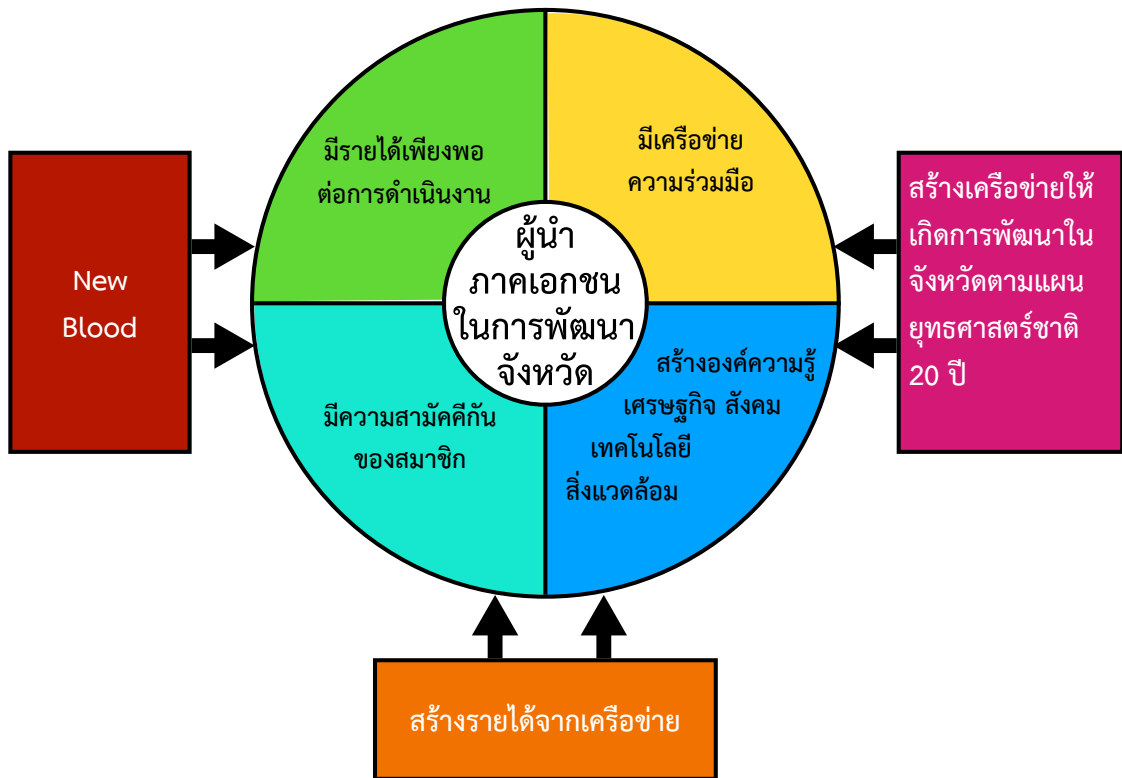 มีรายได้เพียงพอ
ต่อการดำเนินงาน
มีเครือข่าย
ความร่วมมือ
New
Blood
ผู้นำ
ภาคเอกชน
ในการพัฒนา
จังหวัด
สร้างเครือข่ายให้
เกิดการพัฒนาใน
จังหวัดตามแผน
ยุทธศาสตร์ชาติ
20 ปี
มีความสามัคคีกัน
ของสมาชิก
สร้างองค์ความรู้
เศรษฐกิจ สังคม
เทคโนโลยี
สิ่งแวดล้อม
สร้างรายได้จากเครือข่าย